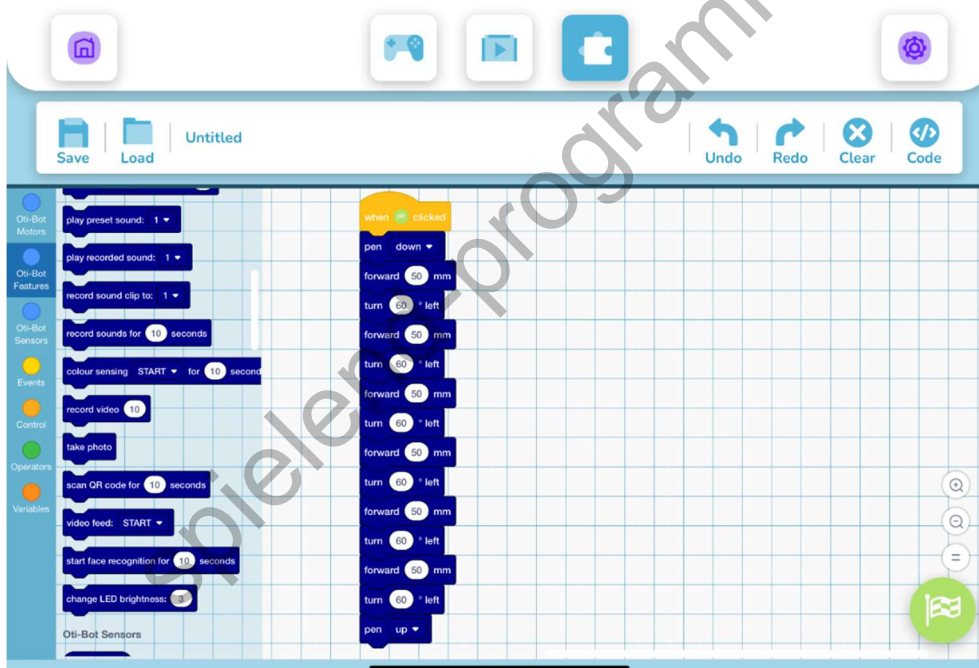 Untitled
Save
Load
Undo
Redo
Clear
Code
Oti-Bot
Motors
Oti-Bot
Features
Oti-Bot
Sensors
Events
Control
Operators
Variables
play preset sound: 1
play recorded sound: 1
record sound clip to: 1
record sounds for 10 seconds
colour sensing START for 10 second
record video 10
take photo
scan QR code for 10 seconds
video feed: START
start face recognition for 10 seconds
change LED brightness: 3
Oti-Bot Sensors
when clicked
pen down
forward 50 mm
turn 60 ° left
forward 50 mm
turn 60 ° left
forward 50 mm
turn 60 ° left
forward 50 mm
turn 60 ° left
forward 50 mm
turn 60 ° left
forward 50 mm
turn 60 ° left
pen up